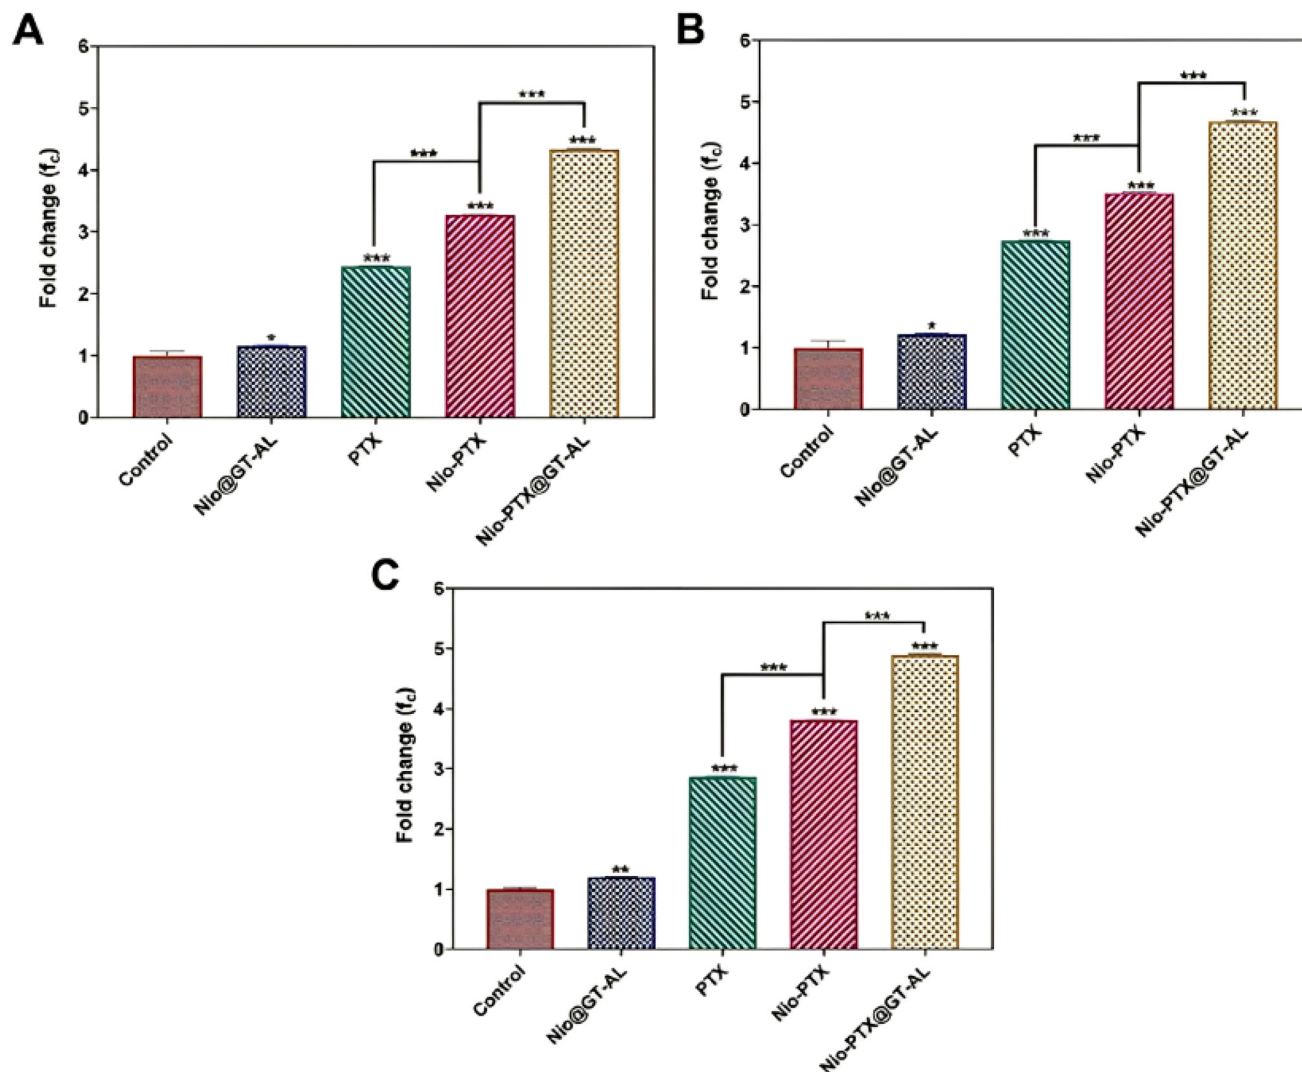 A
Fold change (fc)
6
5
4
3
2
1
0
***
***
***
***
***
*
Control
Nio@GT-AL
PTX
Nio-PTX
Nio-PTX@GT-AL
B
Fold change (fc)
6
5
4
3
2
1
0
***
***
***
***
***
*
Control
Nio@GT-AL
PTX
Nio-PTX
Nio-PTX@GT-AL
C
Fold change (fc)
6
5
4
3
2
1
0
***
***
***
***
***
**
Control
Nio@GT-AL
PTX
Nio-PTX
Nio-PTX@GT-AL